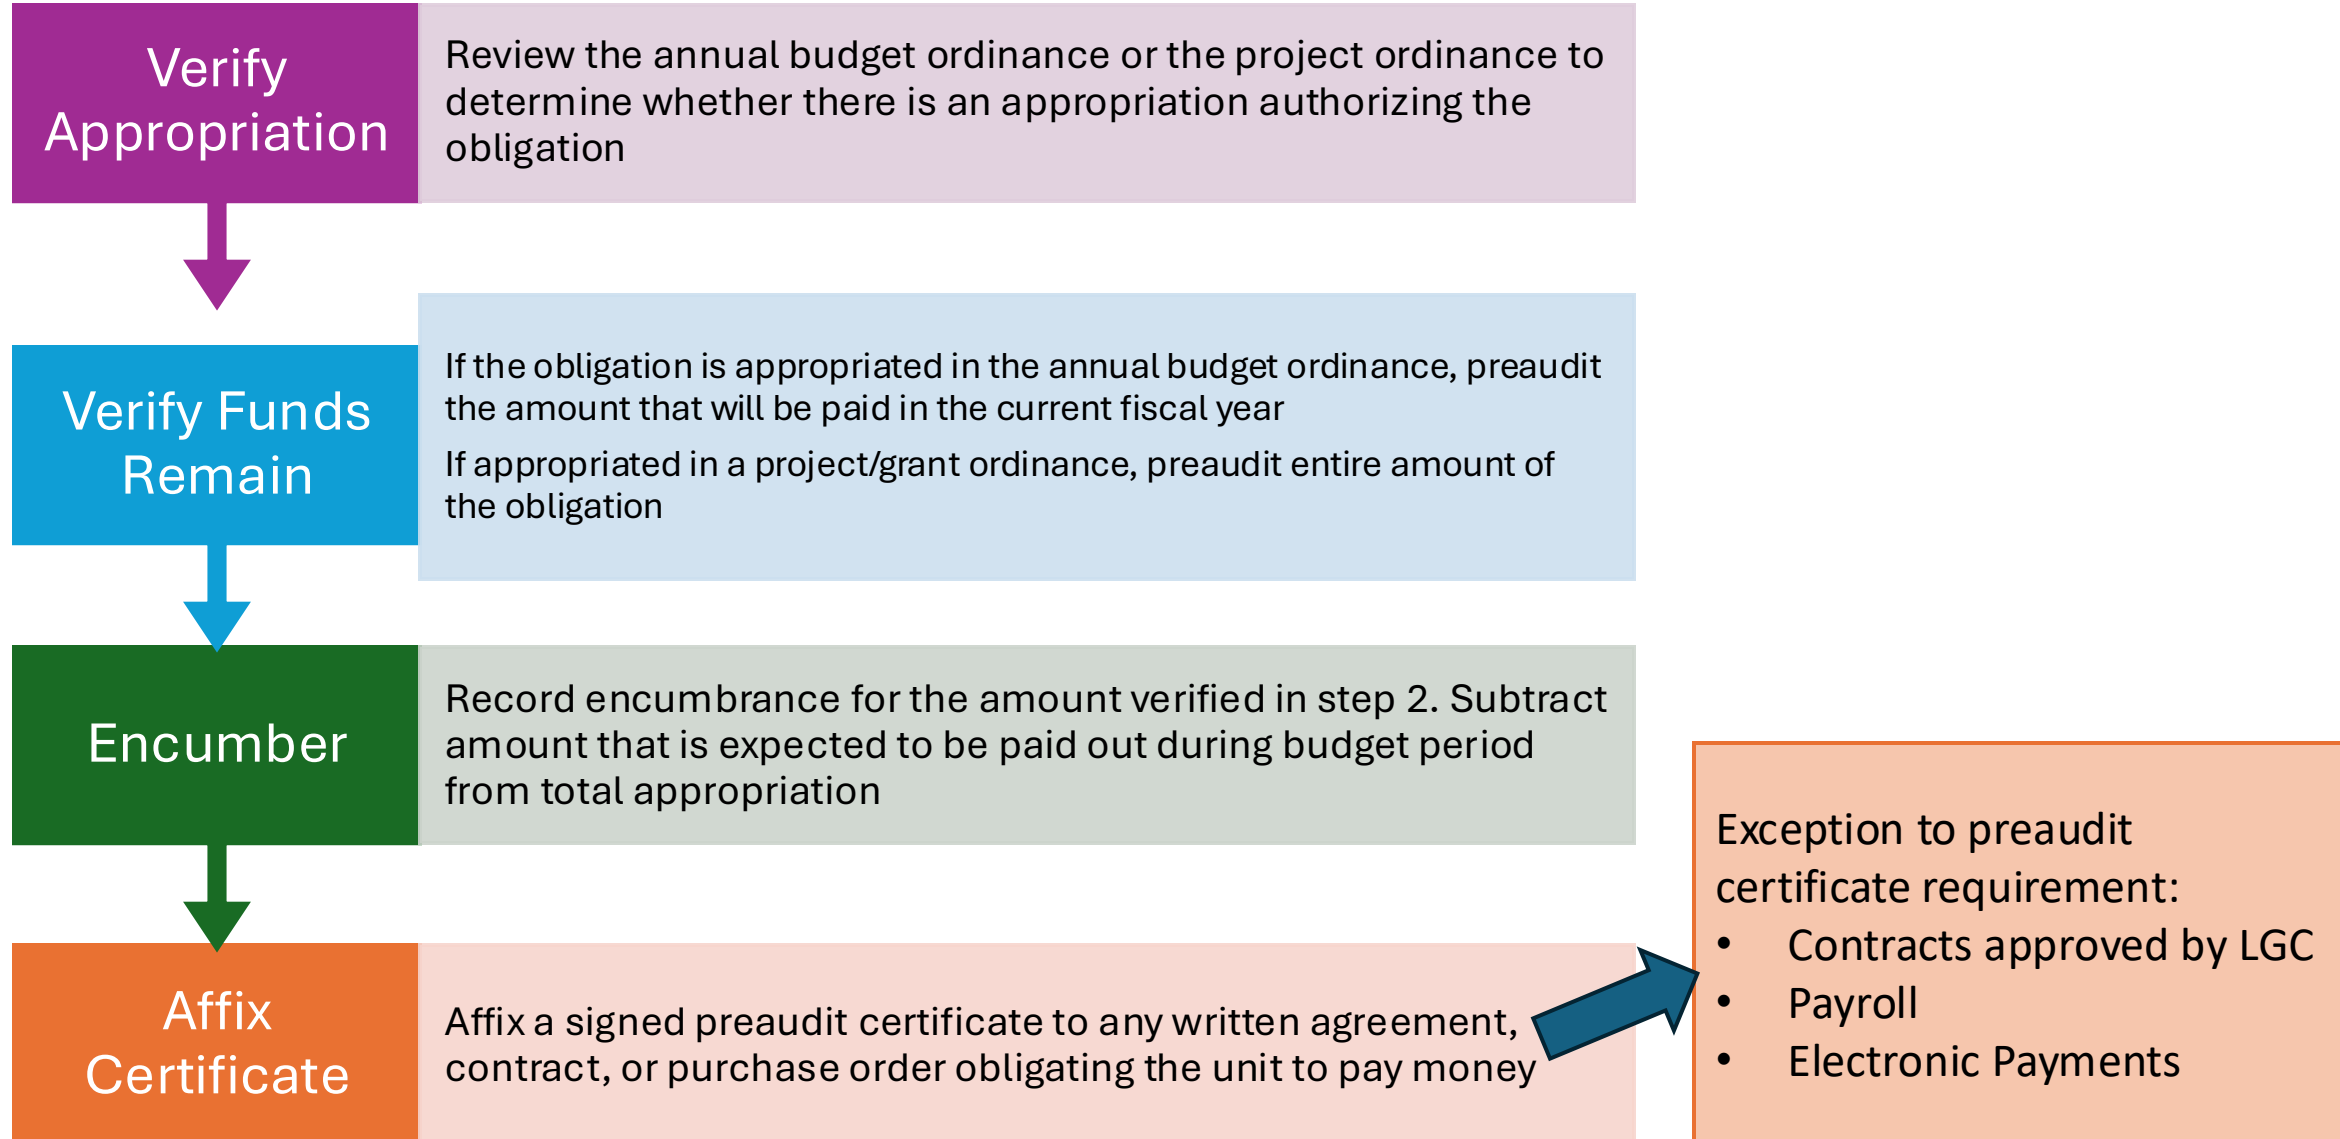 Verify
Appropriation
Review the annual budget ordinance or the project ordinance to
determine whether there is an appropriation authorizing the
obligation
Verify Funds
Remain
If the obligation is appropriated in the annual budget ordinance, preaudit
the amount that will be paid in the current fiscal year
If appropriated in a project/grant ordinance, preaudit entire amount of
the obligation
Encumber
Record encumbrance for the amount verified in step 2. Subtract
amount that is expected to be paid out during budget period
from total appropriation
Affix
Certificate
Affix a signed preaudit certificate to any written agreement,
contract, or purchase order obligating the unit to pay money
Exception to preaudit
certificate requirement:
• Contracts approved by LGC
• Payroll
• Electronic Payments